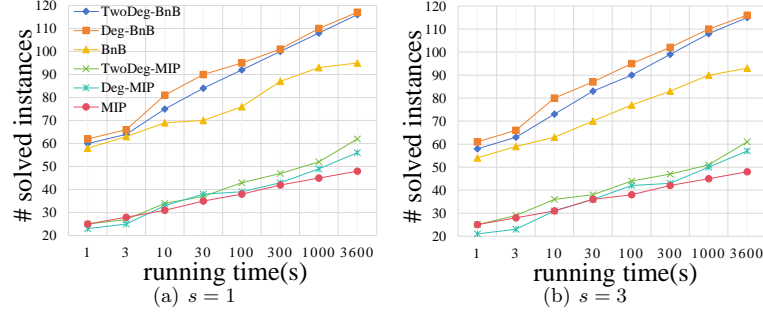 120
110
100
90
80
70
60
50
40
30
20
# solved instances
TwoDeg-BnB
Deg-BnB
BnB
TwoDeg-MIP
Deg-MIP
MIP
1 3 10 30 100 300 1000 3600
running time(s)
(a) s = 1
120
110
100
90
80
70
60
50
40
30
20
# solved instances
1 3 10 30 100 300 1000 3600
running time(s)
(b) s = 3